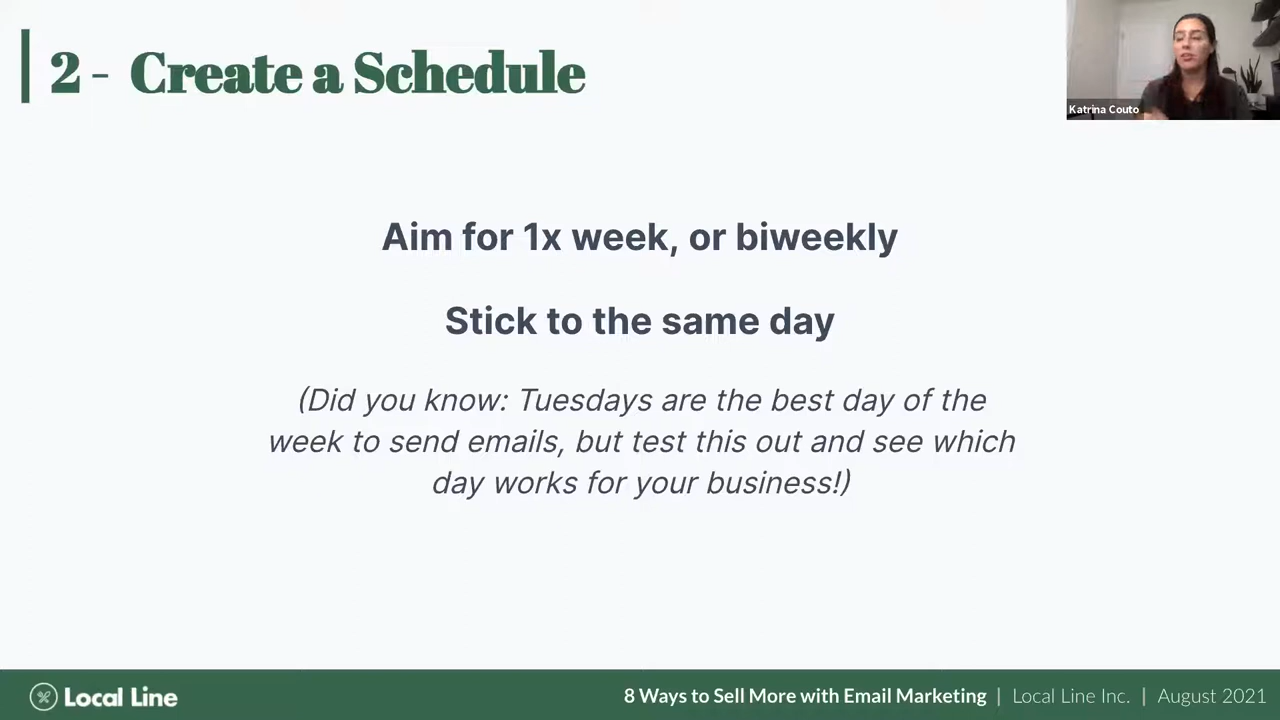 2 - Create a Schedule
Katrina Couto
Aim for 1x week, or biweekly
Stick to the same day
(Did you know: Tuesdays are the best day of the
week to send emails, but test this out and see which
day works for your business!)
Local Line
8 Ways to Sell More with Email Marketing | Local Line Inc. | August 2021